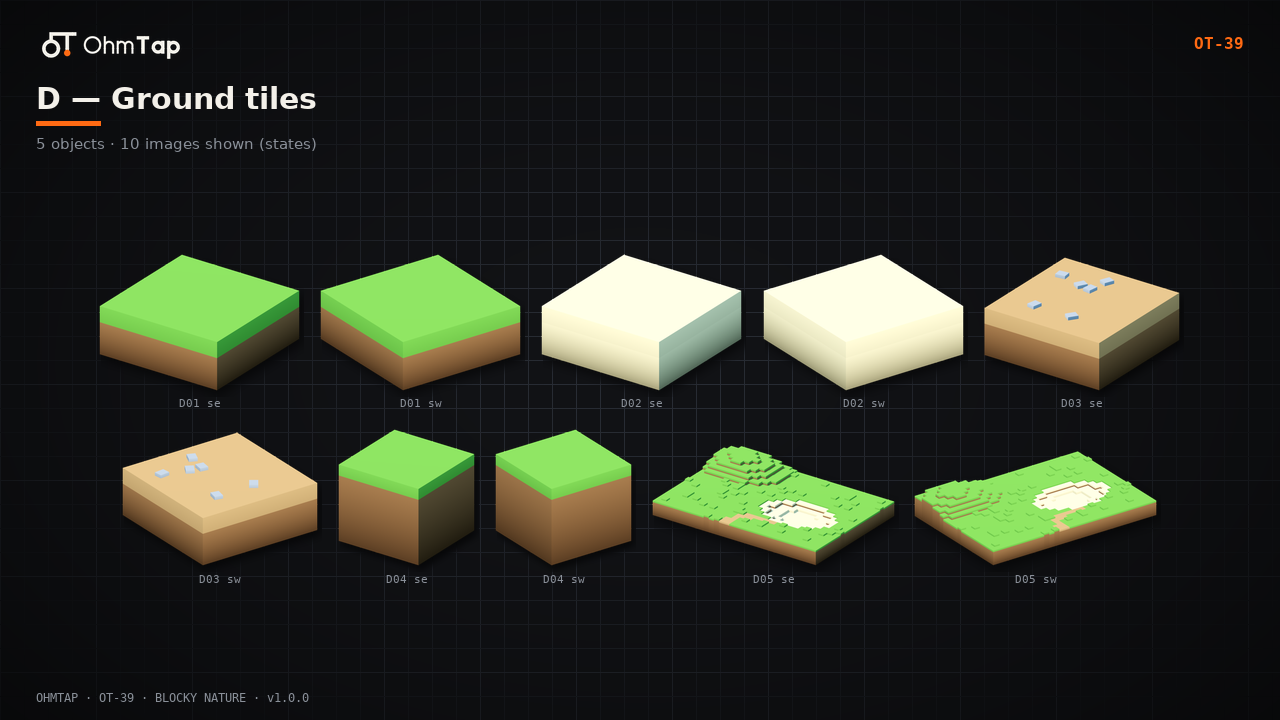 OhmTap
OT-39
D — Ground tiles
5 objects · 10 images shown (states)
D01 se
D01 sw
D02 se
D02 sw
D03 se
D03 sw
D04 se
D04 sw
D05 se
D05 sw
OHMTAP · OT-39 · BLOCKY NATURE · v1.0.0